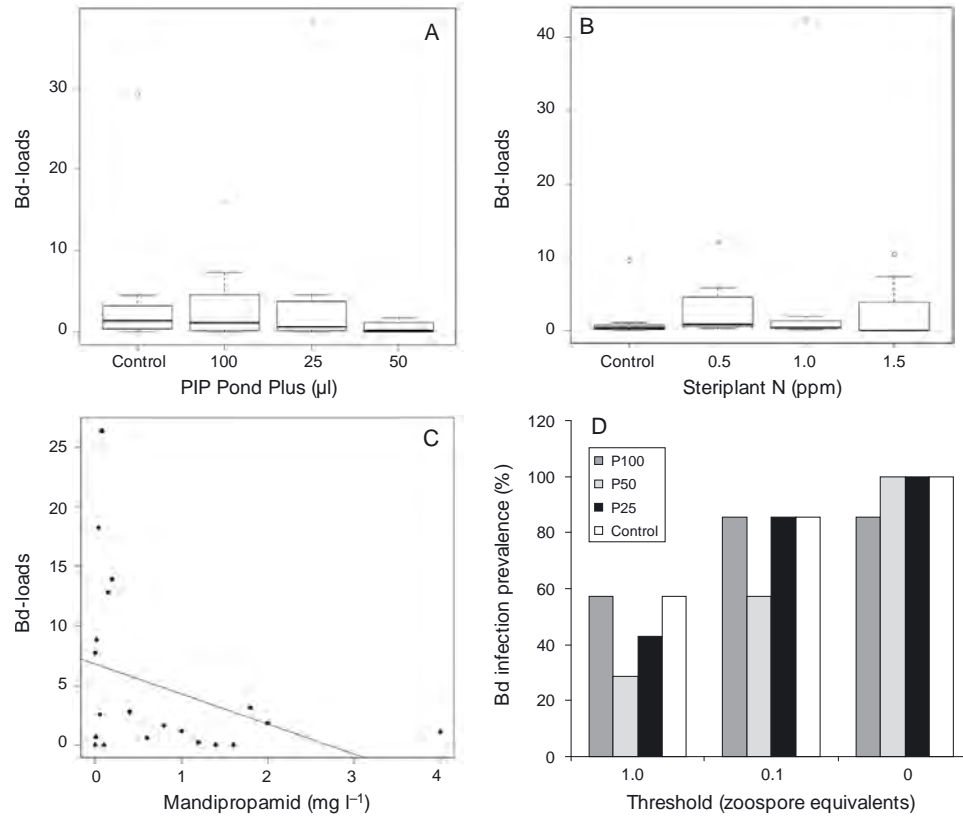 A
Bd-loads
30
20
10
0
Control 100 25 50
PIP Pond Plus (µl)
B
Bd-loads
40
30
20
10
0
Control 0.5 1.0 1.5
Steriplant N (ppm)
C
Bd-loads
25
20
15
10
5
0
0 1 2 3 4
Mandipropamid (mg l⁻¹)
D
Bd infection prevalence (%)
120
100
80
60
40
20
0
P100
P50
P25
Control
1.0 0.1 0
Threshold (zoospore equivalents)